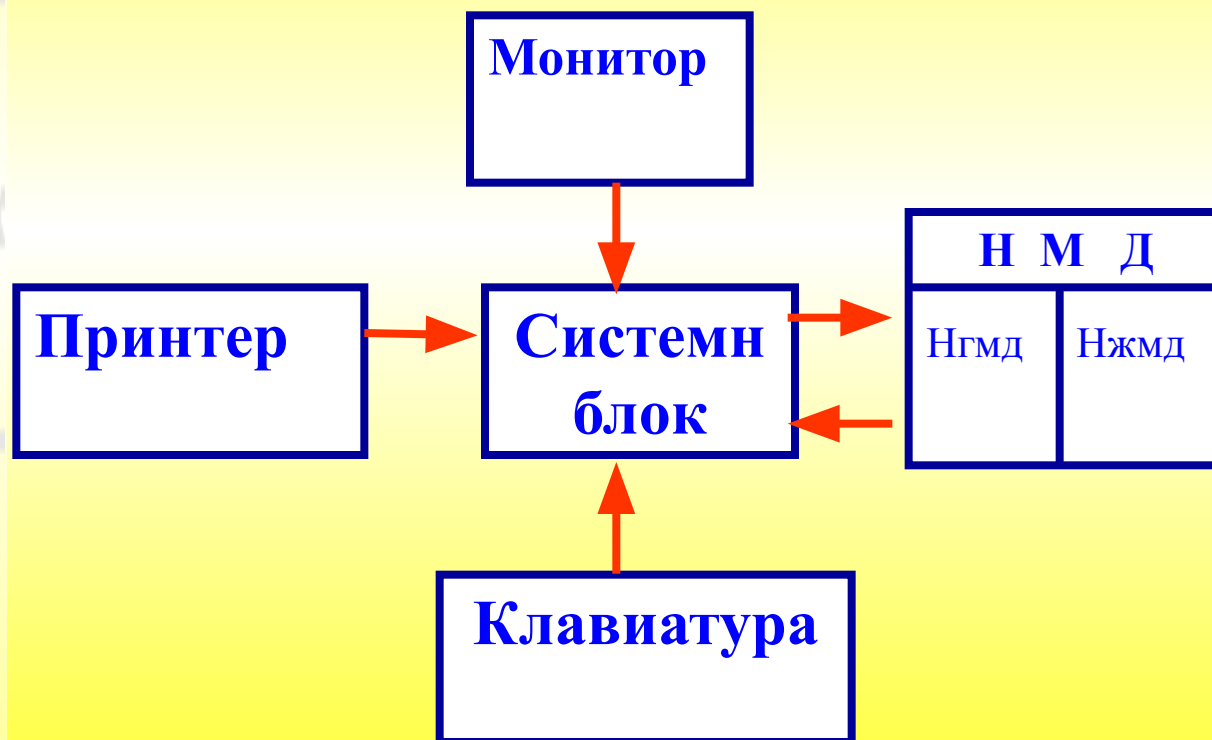 Монитор
Н М Д
Принтер
Системн
блок
Нгмд
Нжмд
Клавиатура